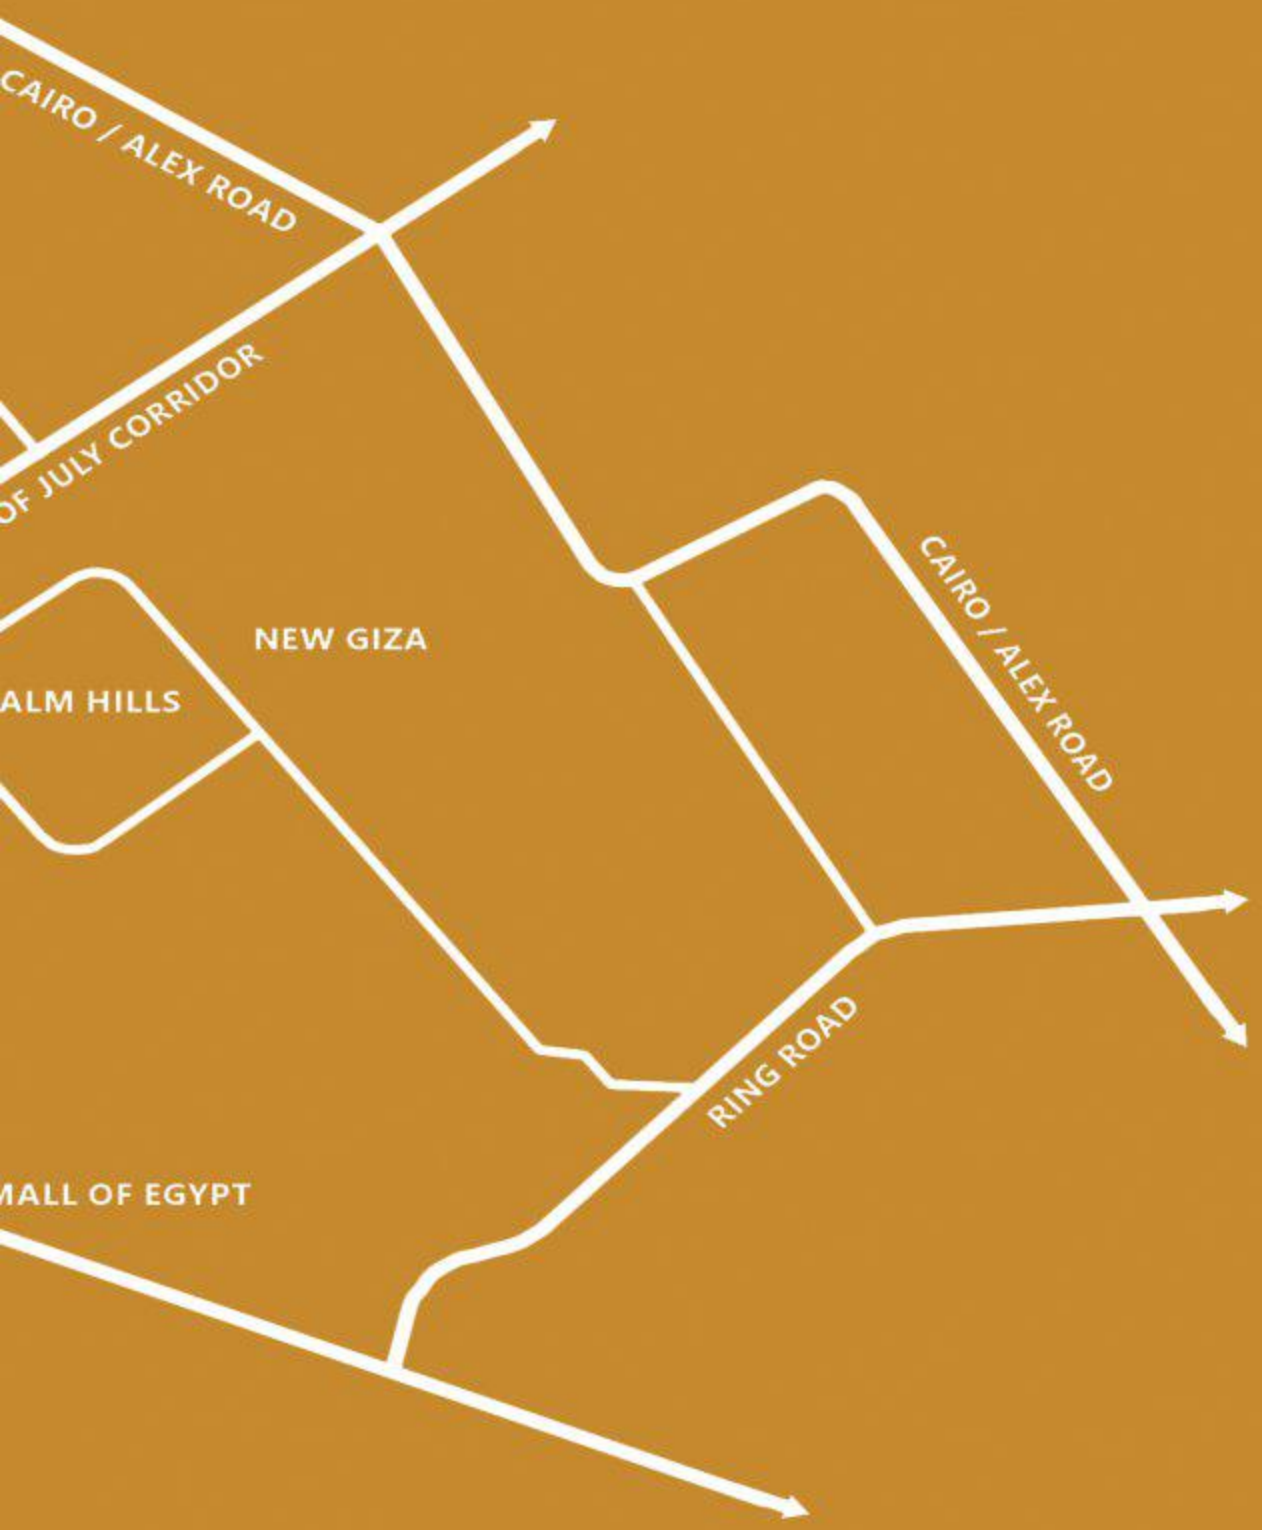 CAIRO / ALEX ROAD
OF JULY CORRIDOR
CAIRO / ALEX ROAD
NEW GIZA
ALM HILLS
RING ROAD
MALL OF EGYPT